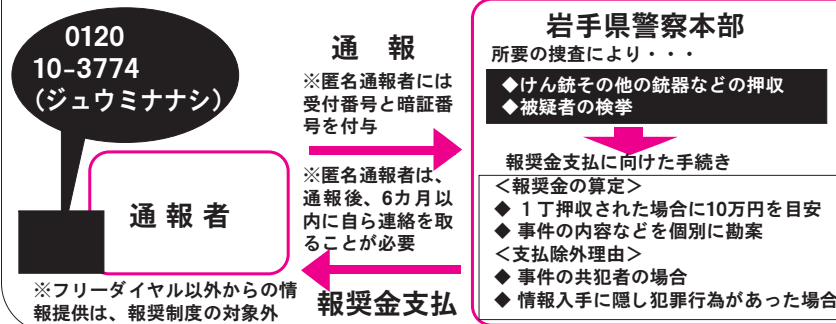 0120
10-3774
(ジュウミナナシ)
通報者
※フリーダイヤル以外からの情
報提供は、報奨制度の対象外
通　報
※匿名通報者には
受付番号と暗証番
号を付与
※匿名通報者は、
通報後、6カ月以
内に自ら連絡を取
ることが必要
報奨金支払
岩手県警察本部
所要の捜査により・・・
◆けん銃その他の銃器などの押収
◆被疑者の検挙
報奨金支払に向けた手続き
＜報奨金の算定＞
◆ １丁押収された場合に10万円を目安
◆ 事件の内容などを個別に勘案
＜支払除外理由＞
◆ 事件の共犯者の場合
◆ 情報入手に隠し犯罪行為があった場合